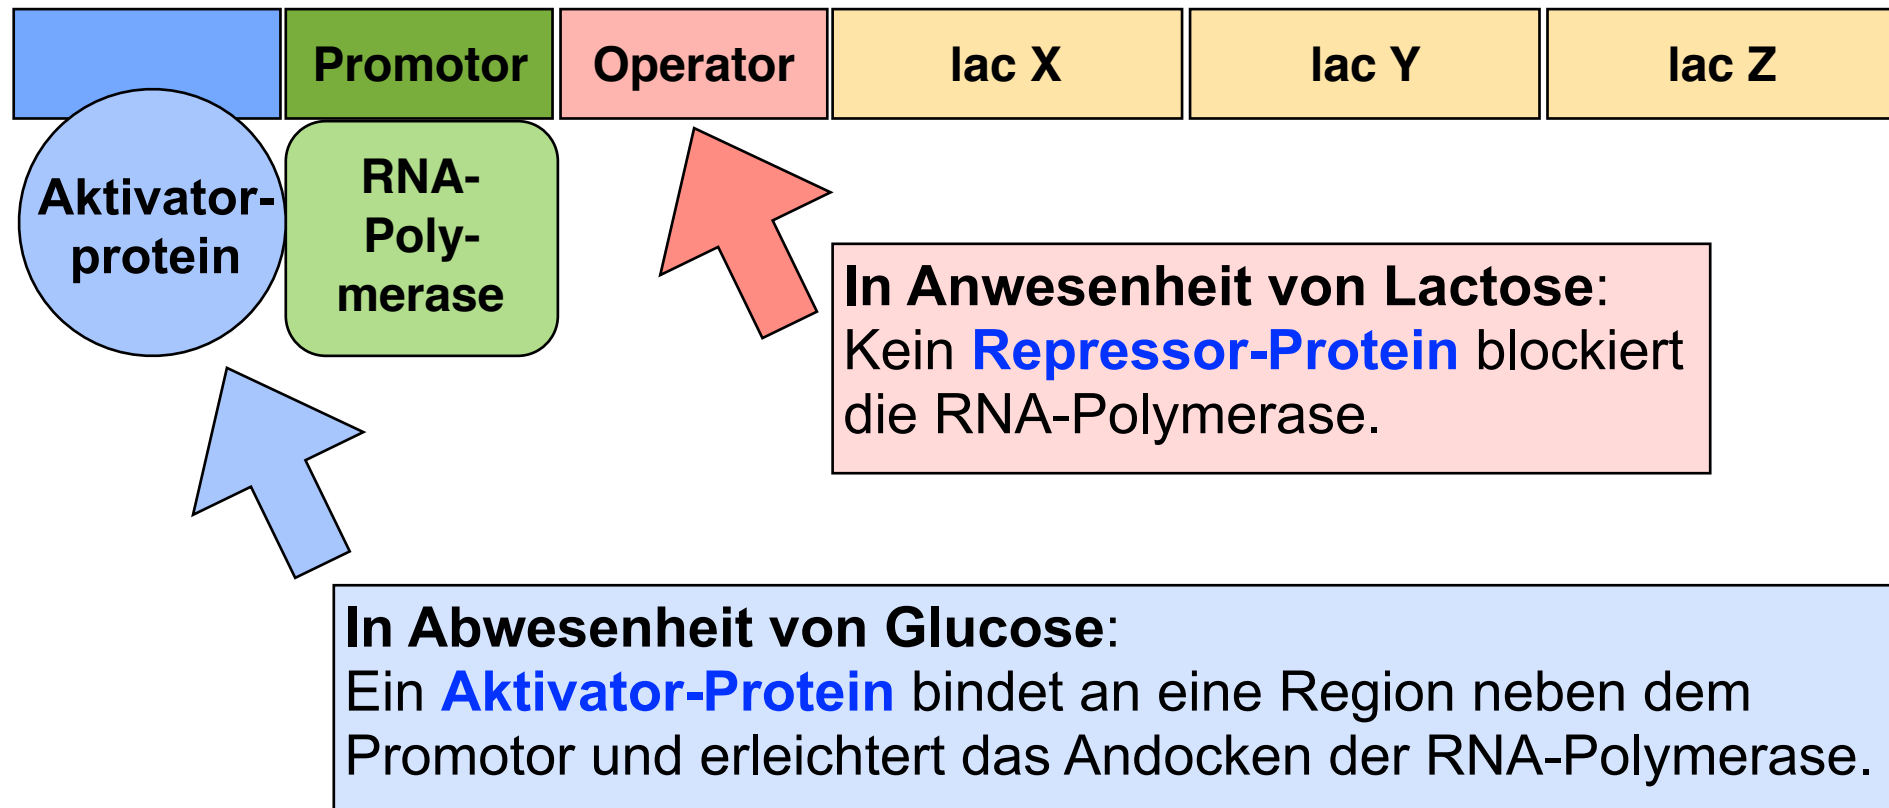 Promotor Operator lac X lac Y lac Z
Aktivator-
protein
RNA-
Poly-
merase
In Anwesenheit von Lactose:
Kein Repressor-Protein blockiert
die RNA-Polymerase.
In Abwesenheit von Glucose:
Ein Aktivator-Protein bindet an eine Region neben dem
Promotor und erleichtert das Andocken der RNA-Polymerase.